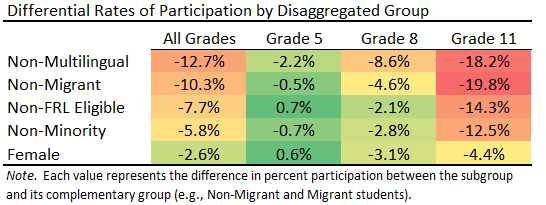 Differential Rates of Participation by Disaggregated Group
All Grades Grade 5 Grade 8 Grade 11
Non-Multilingual -12.7% -2.2% -8.6% -18.2%
Non-Migrant -10.3% -0.5% -4.6% -19.8%
Non-FRL Eligible -7.7% 0.7% -2.1% -14.3%
Non-Minority -5.8% -0.7% -2.8% -12.5%
Female -2.6% 0.6% -3.1% -4.4%
Note. Each value represents the difference in percent participation between the subgroup
and its complementary group (e.g., Non-Migrant and Migrant students).